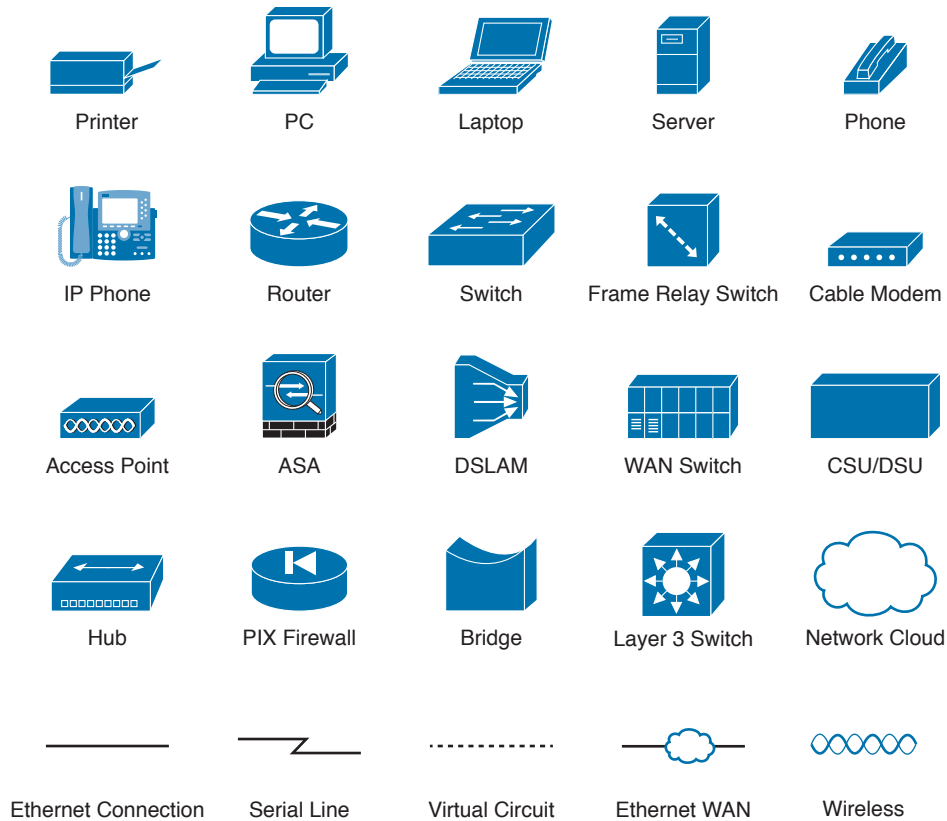 Printer
PC
Laptop
Server
Phone
IP Phone
Router
Switch
Frame Relay Switch
Cable Modem
Access Point
ASA
DSLAM
WAN Switch
CSU/DSU
Hub
PIX Firewall
Bridge
Layer 3 Switch
Network Cloud
Ethernet Connection
Serial Line
Virtual Circuit
Ethernet WAN
Wireless